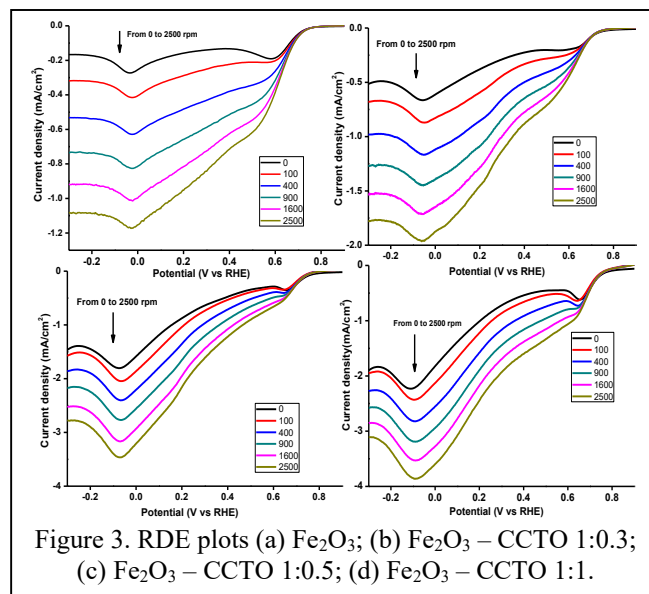 From 0 to 2500 rpm
0.0
-0.2
-0.4
-0.6
-0.8
-1.0
-1.2
Current density (mA/cm²)
0
100
400
900
1600
2500
-0.2 0.0 0.2 0.4 0.6 0.8
Potential (V vs RHE)
From 0 to 2500 rpm
0.0
-0.5
-1.0
-1.5
-2.0
Current density (mA/cm²)
0
100
400
900
1600
2500
-0.2 0.0 0.2 0.4 0.6 0.8
Potential (V vs RHE)
From 0 to 2500 rpm
0
-1
-2
-3
-4
Current density (mA/cm²)
0
100
400
900
1600
2500
-0.2 0.0 0.2 0.4 0.6 0.8
Potential (V vs RHE)
From 0 to 2500 rpm
0
-1
-2
-3
-4
Current density (mA/cm²)
0
100
400
900
1600
2500
-0.2 0.0 0.2 0.4 0.6 0.8
Potential (V vs RHE)
Figure 3. RDE plots (a) Fe₂O₃; (b) Fe₂O₃ – CCTO 1:0.3;
(c) Fe₂O₃ – CCTO 1:0.5; (d) Fe₂O₃ – CCTO 1:1.